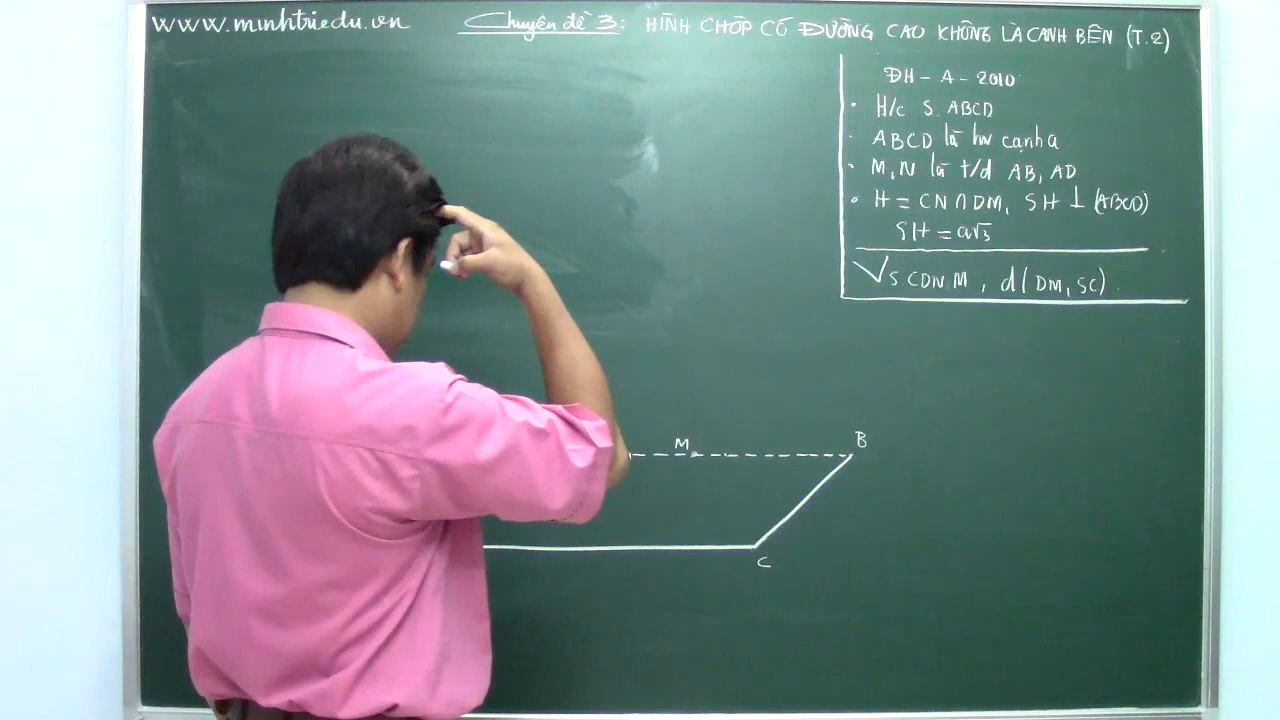 www.minhtriedu.vn
Chuyên đề 3: HÌNH CHÓP CÓ ĐƯỜNG CAO KHÔNG LÀ CẠNH BÊN (T.2)
ĐH - A - 2010
• H/c S.ABCD
• ABCD là hv cạnh a
• M,N là t/đ AB, AD
• H = CN ∩ DM, SH ⊥ (ABCD)
SH = a√3
V SCDNM, d(DM, SC).
M
B
C